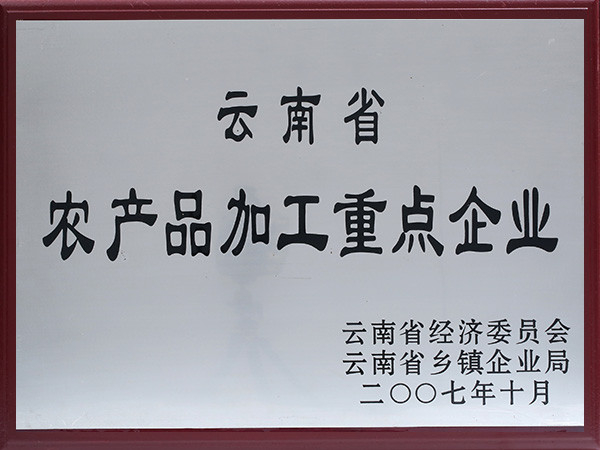 云南省
农产品加工重点企业
云南省经济委员会
云南省乡镇企业局
二〇〇七年十月